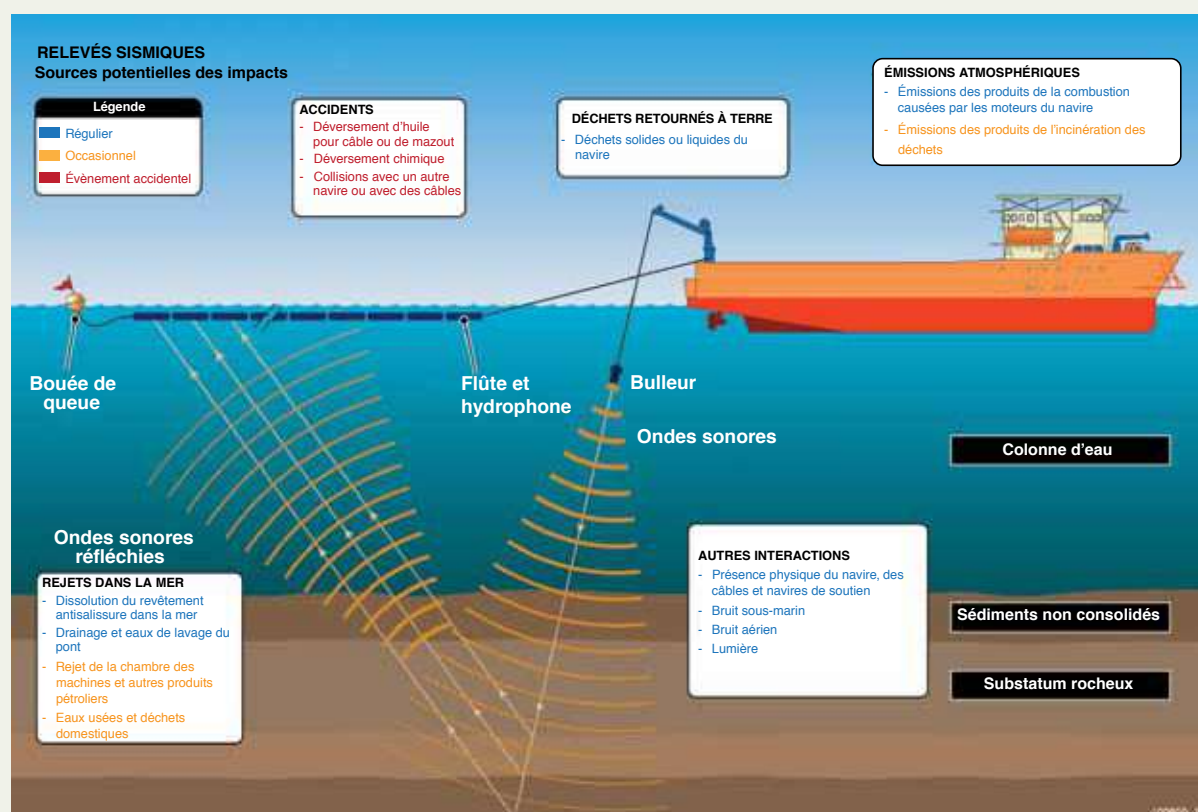 RELEVÉS SISMIQUES
Sources potentielles des impacts
Légende
Régulier
Occasionnel
Évènement accidentel
ACCIDENTS
- Déversement d'huile
pour câble ou de mazout
- Déversement chimique
- Collisions avec un autre
navire ou avec des câbles
DÉCHETS RETOURNÉS À TERRE
- Déchets solides ou liquides du
navire
ÉMISSIONS ATMOSPHÉRIQUES
- Émissions des produits de la combustion
causées par les moteurs du navire
- Émissions des produits de l'incinération des
déchets
Bouée de
queue
Flûte et
hydrophone
Bulleur
Ondes sonores
Colonne d'eau
Ondes sonores
réfléchies
REJETS DANS LA MER
- Dissolution du revêtement
antisalissure dans la mer
- Drainage et eaux de lavage du
pont
- Rejet de la chambre des
machines et autres produits
pétroliers
- Eaux usées et déchets
domestiques
AUTRES INTERACTIONS
- Présence physique du navire, des
câbles et navires de soutien
- Bruit sous-marin
- Bruit aérien
- Lumière
Sédiments non consolidés
Substatum rocheux